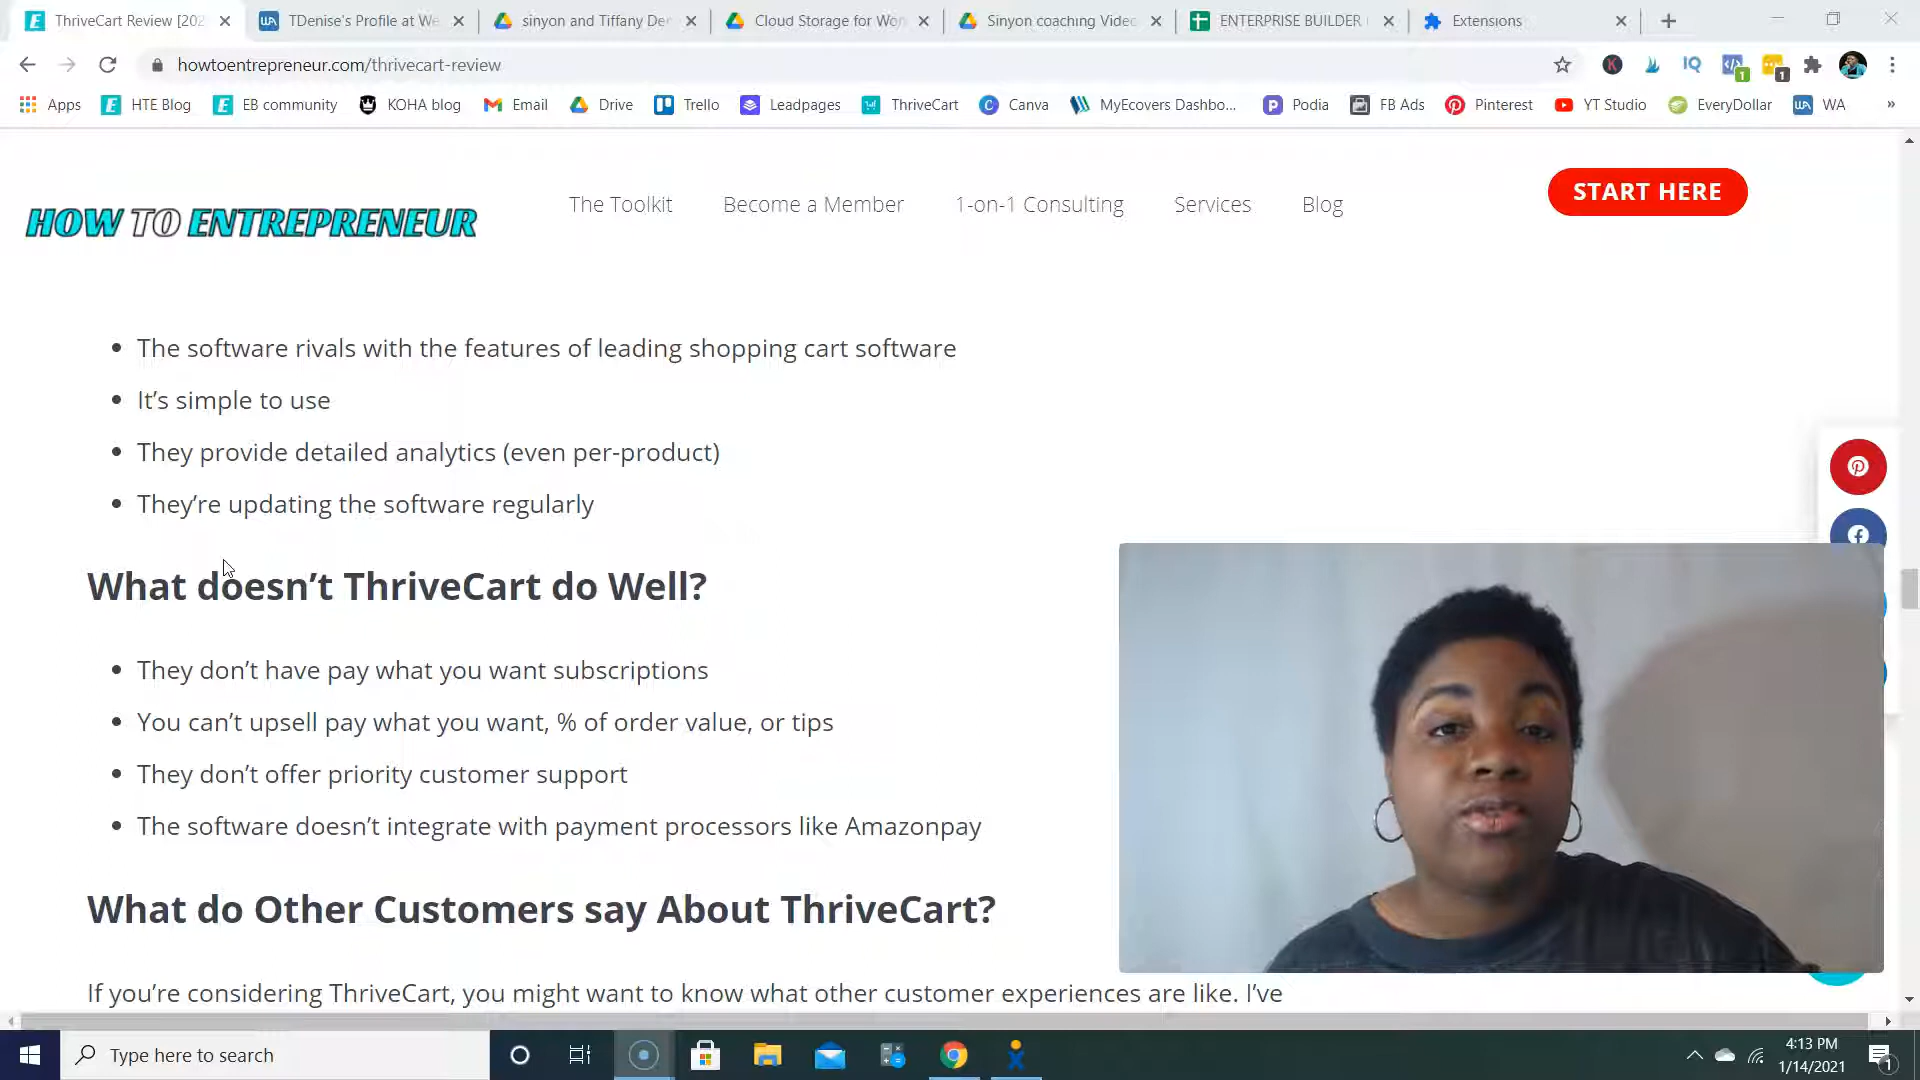 ThriveCart Review [202
TDenise's Profile at We
sinyon and Tiffany Der
Cloud Storage for Wor
Sinyon coaching Video
ENTERPRISE BUILDER
Extensions
howtoentrepreneur.com/thrivecart-review
K
IQ
1
1
Apps
HTE Blog
EB community
KOHA blog
Email
Drive
Trello
Leadpages
ThriveCart
Canva
MyEcovers Dashbo...
Podia
FB Ads
Pinterest
YT Studio
EveryDollar
WA
WA
»
HOW TO ENTREPRENEUR
The Toolkit
Become a Member
1-on-1 Consulting
Services
Blog
START HERE
• The software rivals with the features of leading shopping cart software
• It’s simple to use
• They provide detailed analytics (even per-product)
• They’re updating the software regularly
What doesn’t ThriveCart do Well?
• They don’t have pay what you want subscriptions
• You can’t upsell pay what you want, % of order value, or tips
• They don’t offer priority customer support
• The software doesn’t integrate with payment processors like Amazonpay
What do Other Customers say About ThriveCart?
If you’re considering ThriveCart, you might want to know what other customer experiences are like. I’ve
Type here to search
4:13 PM
1/14/2021
1